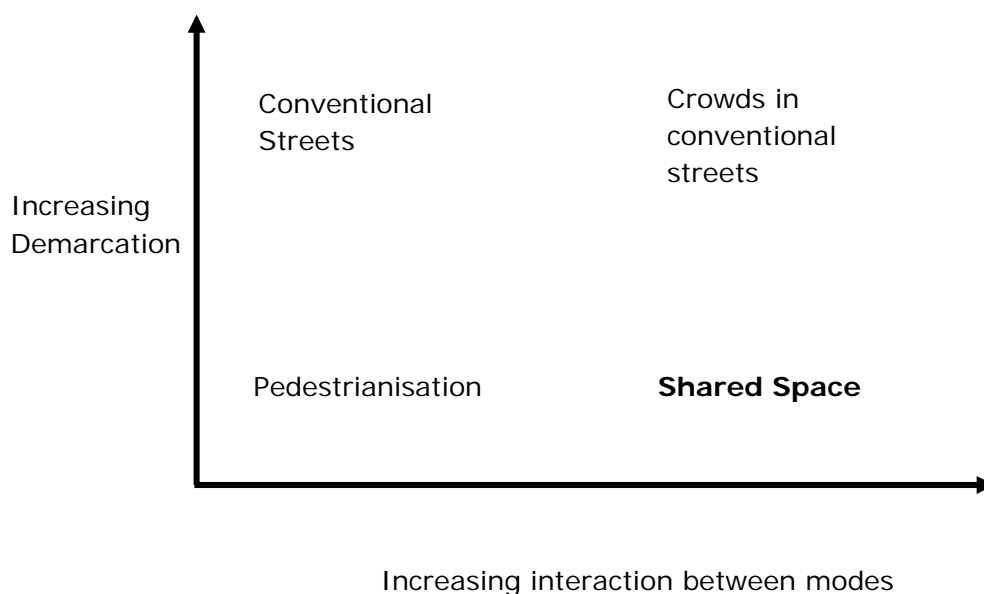 Conventional
Streets
Crowds in
conventional
streets
Increasing
Demarcation
Pedestrianisation
Shared Space
Increasing interaction between modes